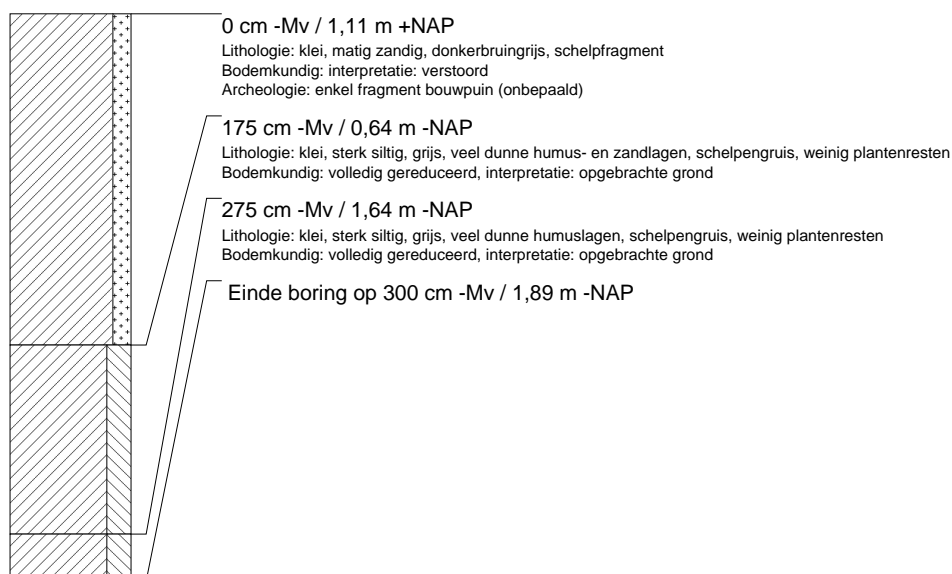 0 cm -Mv / 1,11 m +NAP
Lithologie: klei, matig zandig, donkerbruingrijs, schelpfragment
Bodemkundig: interpretatie: verstoord
Archeologie: enkel fragment bouwpuin (onbepaald)
175 cm -Mv / 0,64 m -NAP
Lithologie: klei, sterk siltig, grijs, veel dunne humus- en zandlagen, schelpengruis, weinig plantenresten
Bodemkundig: volledig gereduceerd, interpretatie: opgebrachte grond
275 cm -Mv / 1,64 m -NAP
Lithologie: klei, sterk siltig, grijs, veel dunne humuslagen, schelpengruis, weinig plantenresten
Bodemkundig: volledig gereduceerd, interpretatie: opgebrachte grond
Einde boring op 300 cm -Mv / 1,89 m -NAP